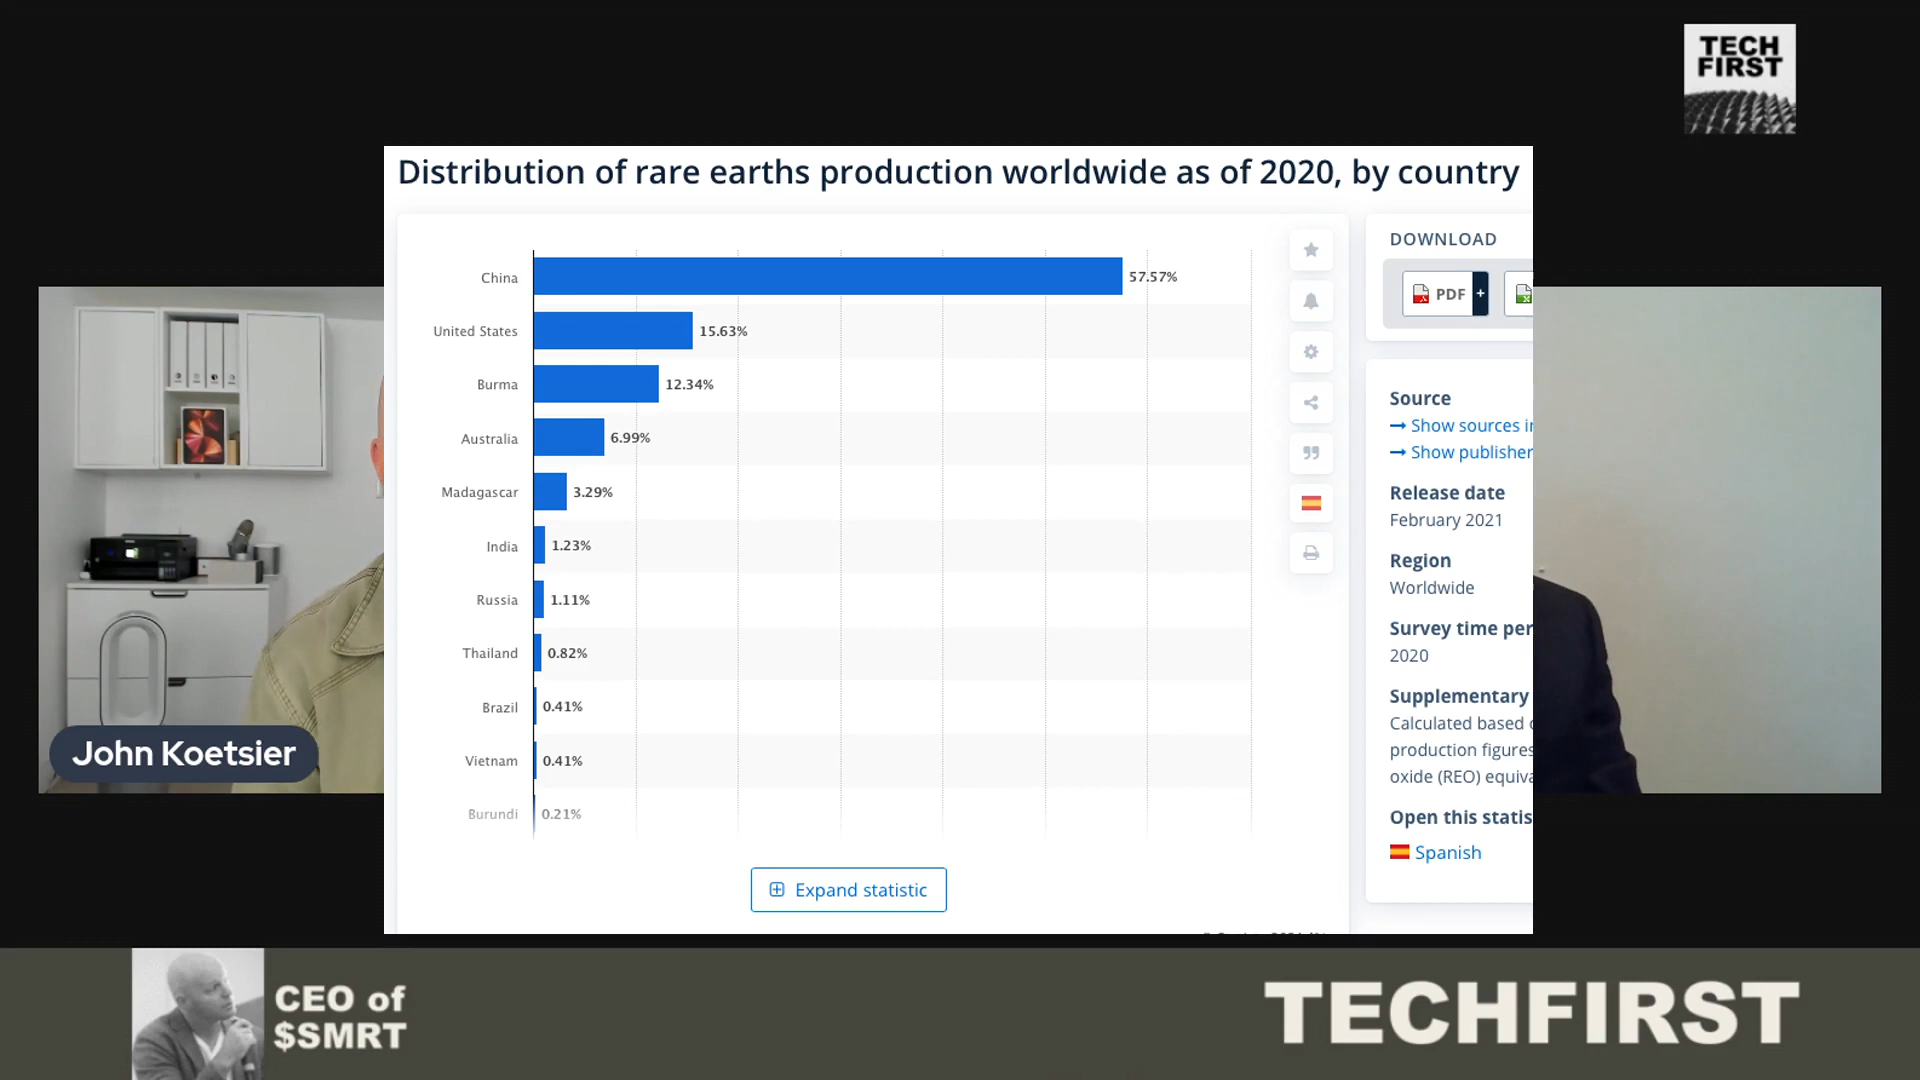 TECH
FIRST
Distribution of rare earths production worldwide as of 2020, by country
China 57.57%
United States 15.63%
Burma 12.34%
Australia 6.99%
Madagascar 3.29%
India 1.23%
Russia 1.11%
Thailand 0.82%
Brazil 0.41%
Vietnam 0.41%
Burundi 0.21%
Expand statistic
DOWNLOAD
PDF +
Source
→ Show sources
→ Show publisher
Release date
February 2021
Region
Worldwide
Survey time
2020
Supplementary
Calculated based
production figures
oxide (REO)
Open this
Spanish
John Koetsier
CEO of
$SMRT
TECHFIRST